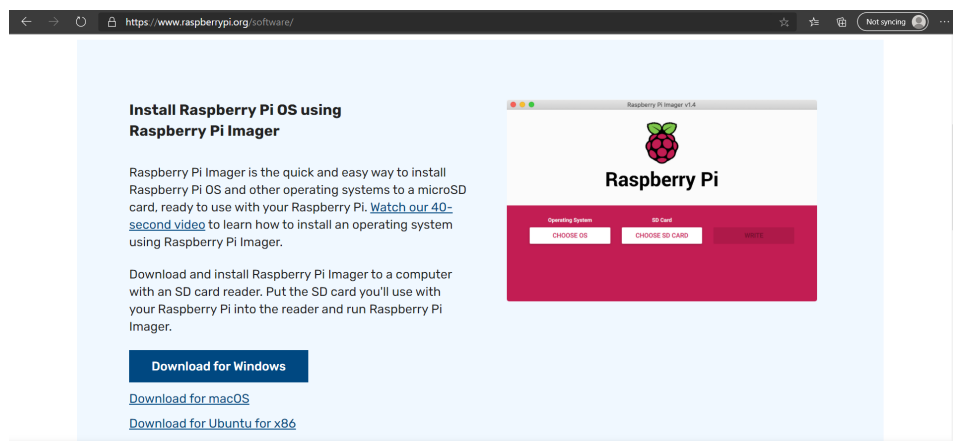 https://www.raspberrypi.org/software/
Not syncing
Install Raspberry Pi OS using
Raspberry Pi Imager
Raspberry Pi Imager is the quick and easy way to install
Raspberry Pi OS and other operating systems to a microSD
card, ready to use with your Raspberry Pi. Watch our 40-
second video to learn how to install an operating system
using Raspberry Pi Imager.
Download and install Raspberry Pi Imager to a computer
with an SD card reader. Put the SD card you'll use with
your Raspberry Pi into the reader and run Raspberry Pi
Imager.
Download for Windows
Download for macOS
Download for Ubuntu for x86
Raspberry Pi Imager v1.4
Raspberry Pi
Operating System
SD Card
CHOOSE OS
CHOOSE SD CARD
WRITE